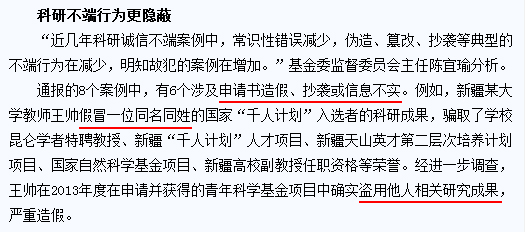 科研不端行为更隐蔽
“近几年科研诚信不端案例中，常识性错误减少，伪造、篡改、抄袭等典型的
不端行为在减少，明知故犯的案例在增加。”基金委监督委员会主任陈宜瑜分析。
通报的8个案例中，有6个涉及申请书造假、抄袭或信息不实。例如，新疆某大
学教师王帅假冒一位同名同姓的国家“千人计划”入选者的科研成果，骗取了学校
昆仑学者特聘教授、新疆“千人计划”人才项目、新疆天山英才第二层次培养计划
项目、国家自然科学基金项目、新疆高校副教授任职资格等荣誉。经进一步调查，
王帅在2013年度在申请并获得的青年科学基金项目中确实盗用他人相关研究成果，
严重造假。